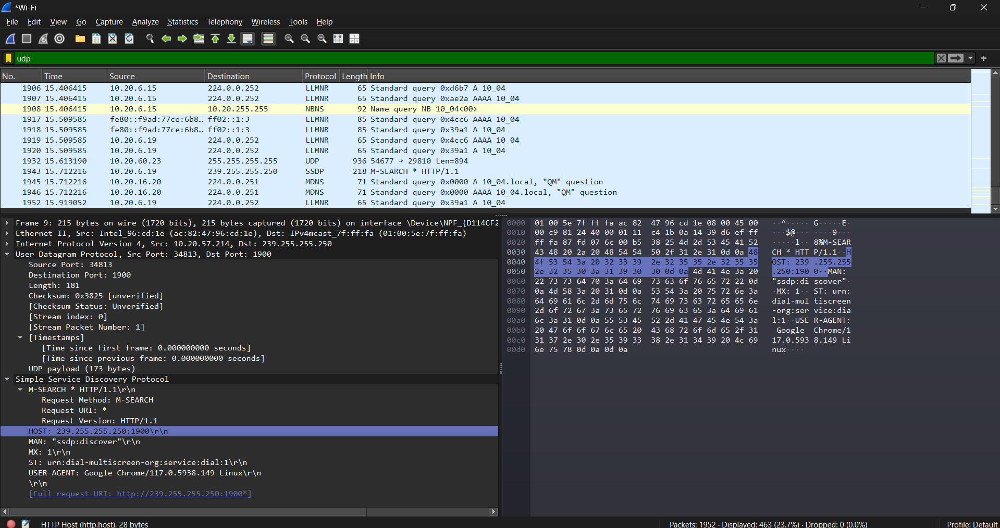 *Wi-Fi
File Edit View Go Capture Analyze Statistics Telephony Wireless Tools Help
udp
No. Time Source Destination Protocol Length Info
1906 15.406415 10.20.6.15 224.0.0.252 LLMNR 65 Standard query 0xd6b7 A 10_04
1907 15.406415 10.20.6.15 224.0.0.252 LLMNR 65 Standard query 0xae2a AAAA 10_04
1908 15.406415 10.20.6.15 10.20.255.255 NBNS 92 Name query NB 10_04<00>
1917 15.509585 fe80::f9ad:77ce:6b8… ff02::1:3 LLMNR 85 Standard query 0x4cc6 AAAA 10_04
1918 15.509585 fe80::f9ad:77ce:6b8… ff02::1:3 LLMNR 85 Standard query 0x39a1 A 10_04
1919 15.509585 10.20.6.19 224.0.0.252 LLMNR 65 Standard query 0x4cc6 AAAA 10_04
1920 15.509585 10.20.6.19 224.0.0.252 LLMNR 65 Standard query 0x39a1 A 10_04
1932 15.613190 10.20.60.23 255.255.255.255 UDP 936 54677 → 29810 Len=894
1943 15.712216 10.20.6.19 239.255.255.250 SSDP 218 M-SEARCH * HTTP/1.1
1945 15.712216 10.20.16.20 224.0.0.251 MDNS 71 Standard query 0x0000 A 10_04.local, "QM" question
1946 15.712216 10.20.16.20 224.0.0.251 MDNS 71 Standard query 0x0000 AAAA 10_04.local, "QM" question
1952 15.919052 10.20.6.19 224.0.0.252 LLMNR 65 Standard query 0x39a1 A 10_04
Frame 9: 215 bytes on wire (1720 bits), 215 bytes captured (1720 bits) on interface \Device\NPF_{D114CF2
Ethernet II, Src: Intel_96:cd:1e (ac:82:47:96:cd:1e), Dst: IPv4mcast_7f:ff:fa (01:00:5e:7f:ff:fa)
Internet Protocol Version 4, Src: 10.20.57.214, Dst: 239.255.255.250
User Datagram Protocol, Src Port: 34813, Dst Port: 1900
Source Port: 34813
Destination Port: 1900
Length: 181
Checksum: 0x3825 [unverified]
[Checksum Status: Unverified]
[Stream index: 0]
[Stream Packet Number: 1]
[Timestamps]
[Time since first frame: 0.000000000 seconds]
[Time since previous frame: 0.000000000 seconds]
UDP payload (173 bytes)
Simple Service Discovery Protocol
M-SEARCH * HTTP/1.1\r\n
Request Method: M-SEARCH
Request URI: *
Request Version: HTTP/1.1
HOST: 239.255.255.250:1900\r\n
MAN: "ssdp:discover"\r\n
MX: 1\r\n
ST: urn:dial-multiscreen-org:service:dial:1\r\n
USER-AGENT: Google Chrome/117.0.5938.149 Linux\r\n
\r\n
[Full request URI: http://239.255.255.250:1900*]
0000 01 00 5e 7f ff fa ac 82 47 96 cd 1e 08 00 45 00 ··^····· G·····E·
0010 00 c9 81 24 40 00 01 11 c4 1b 0a 14 39 d6 ef ff ···$@··· ····9···
0020 ff fa 87 fd 07 6c 00 b5 38 25 4d 2d 53 45 41 52 ·····l·· 8%M-SEAR
0030 43 48 20 2a 20 48 54 54 50 2f 31 2e 31 0d 0a 48 CH * HTT P/1.1··H
0040 4f 53 54 3a 20 32 33 39 2e 32 35 35 2e 32 35 35 OST: 239 .255.255
0050 2e 32 35 30 3a 31 39 30 30 0d 0a 4d 41 4e 3a 20 .250:190 0··MAN:
0060 22 73 73 64 70 3a 64 69 73 63 6f 76 65 72 22 0d "ssdp:di scover"·
0070 0a 4d 58 3a 20 31 0d 0a 53 54 3a 20 75 72 6e 3a ·MX: 1·· ST: urn:
0080 64 69 61 6c 2d 6d 75 6c 74 69 73 63 72 65 65 6e dial-mul tiscreen
0090 2d 6f 72 67 3a 73 65 72 76 69 63 65 3a 64 69 61 -org:ser vice:dia
00a0 6c 3a 31 0d 0a 55 53 45 52 2d 41 47 45 4e 54 3a l:1··USE R-AGENT:
00b0 20 47 6f 6f 67 6c 65 20 43 68 72 6f 6d 65 2f 31 Google Chrome/1
00c0 31 37 2e 30 2e 35 39 33 38 2e 31 34 39 20 4c 69 17.0.593 8.149 Li
00d0 6e 75 78 0d 0a 0d 0a nux····
HTTP Host (http.host), 28 bytes
Packets: 1952 · Displayed: 463 (23.7%) · Dropped: 0 (0.0%)
Profile: Default